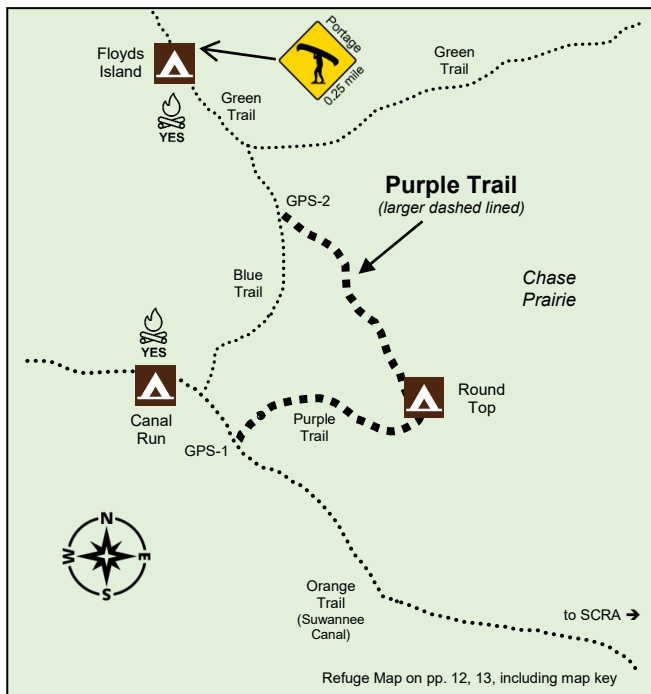 Floyds
Island
Portage
0.25 mile
YES
Green
Trail
Green
Trail
GPS-2
Purple Trail
(larger dashed lined)
Blue
Trail
Chase
Prairie
YES
Canal
Run
GPS-1
Purple
Trail
Round
Top
N
W
E
S
Orange
Trail
(Suwannee
Canal)
to SCRA →
Refuge Map on pp. 12, 13, including map key